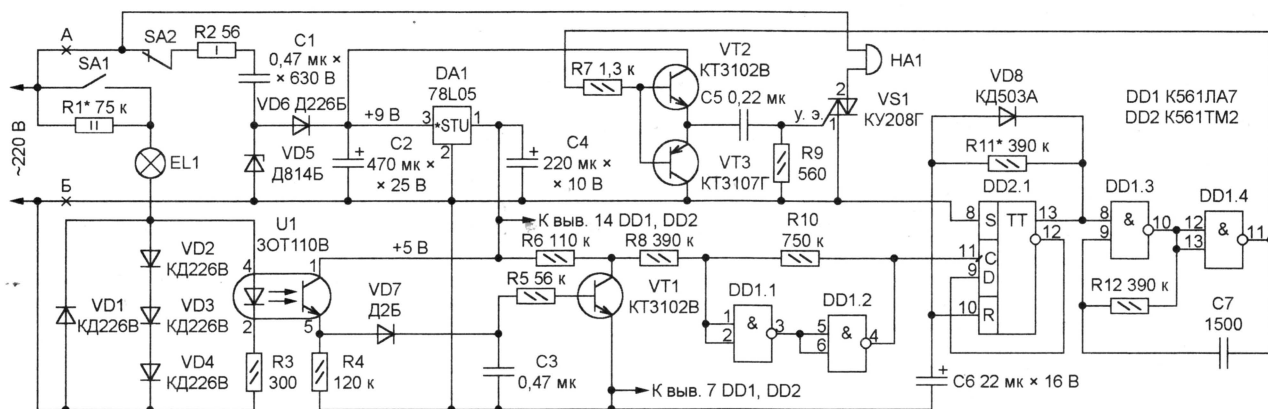 А
SA2
R2 56
C1
0,47 мк ×
× 630 В
SA1
R1* 75 к
~220 В
EL1
Б
VD6 Д226Б
VD5
Д814Б
+9 В
C2
470 мк ×
× 25 В
DA1
78L05
3
*STU
1
2
C4
220 мк ×
× 10 В
R7 1,3 к
VT2
КТ3102В
C5 0,22 мк
VT3
КТ3107Г
у. э.
R9
560
HA1
2
1
VS1
КУ208Г
VD8
КД503А
R11* 390 к
DD1 К561ЛА7
DD2 К561ТМ2
DD2.1
8
S
TT
13
12
11
C
9
D
10
R
DD1.3
8
9
&
10
DD1.4
12
13
&
11
R12 390 к
C7
1500
C6 22 мк × 16 В
К выв. 14 DD1, DD2
+5 В
R6 110 к
R8 390 к
R10
750 к
R5 56 к
VT1
КТ3102В
DD1.1
1
2
&
3
DD1.2
5
6
&
4
К выв. 7 DD1, DD2
U1
ЗОТ110В
4
1
2
5
VD7
Д2Б
VD1
КД226В
VD2
КД226В
VD3
КД226В
VD4
КД226В
R3
300
R4
120 к
C3
0,47 мк